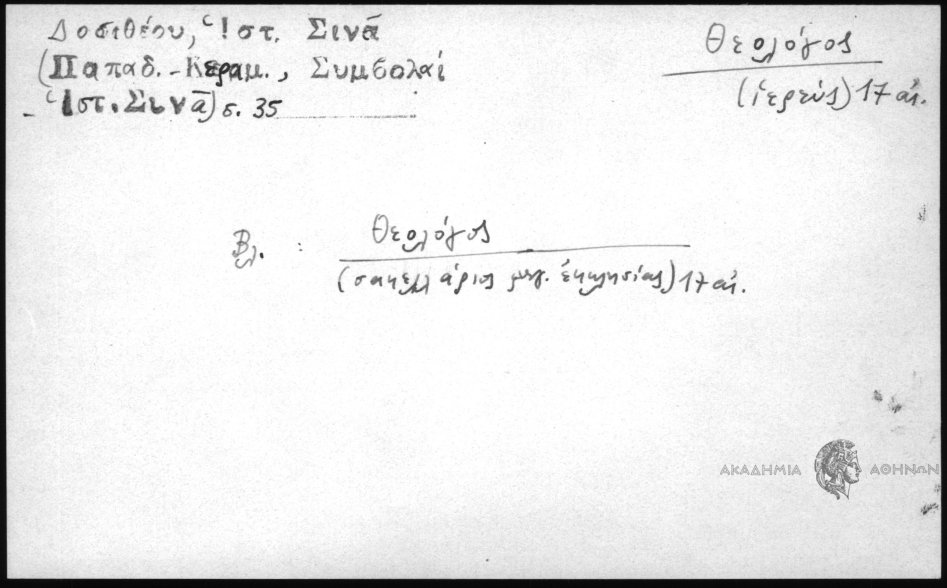 Δοσιθέου, Ἱστ. Σινᾶ
(Παπαδ.-Κεραμ., Συμβολαί
- Ἱστ. Σινᾶ) σ. 35
Θεολόγος
(ἱερεύς) 17 αἰ.
Βλ. : Θεολόγος
(σακελλάριος μεγ. ἐκκλησίας) 17 αἰ.
ΑΚΑΔΗΜΙΑ ΑΘΗΝΩΝ